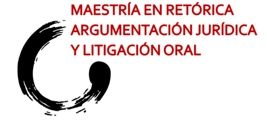 MAESTRÍA EN RETÓRICA
ARGUMENTACIÓN JURÍDICA
Y LITIGACIÓN ORAL